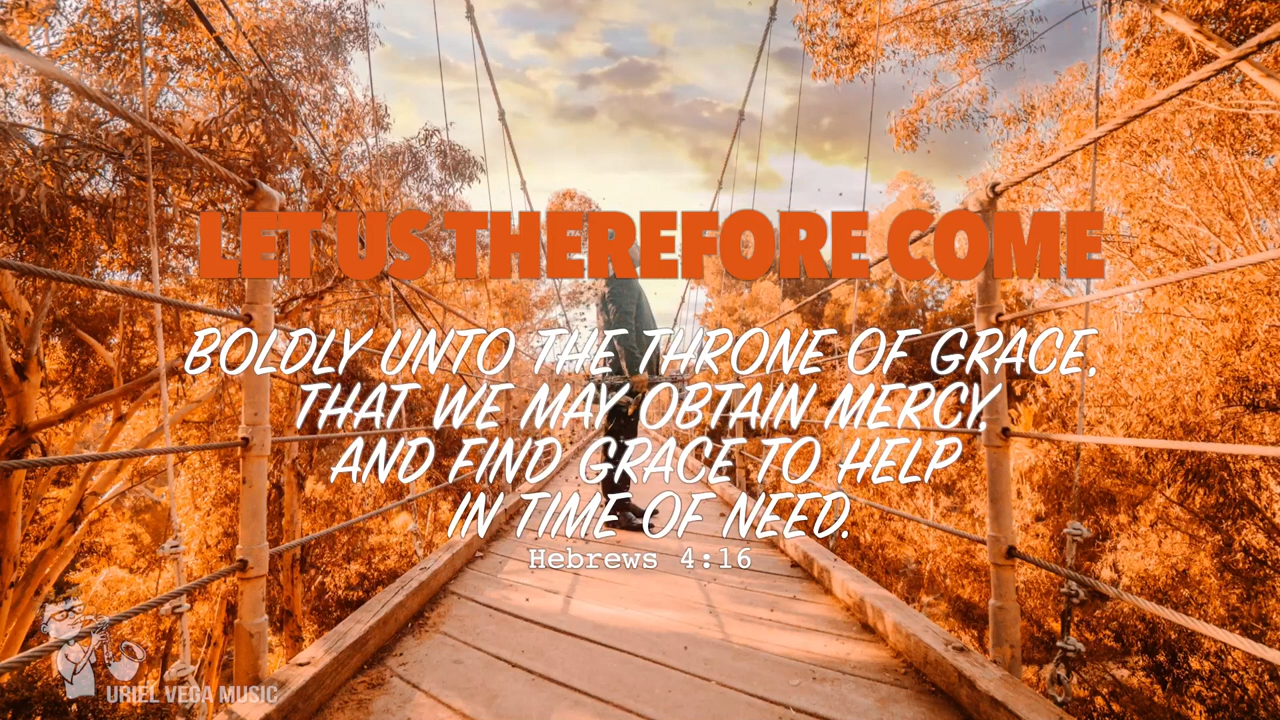 LET US THEREFORE COME
BOLDLY UNTO THE THRONE OF GRACE,
THAT WE MAY OBTAIN MERCY,
AND FIND GRACE TO HELP
IN TIME OF NEED.
Hebrews 4:16
URIEL VEGA MUSIC